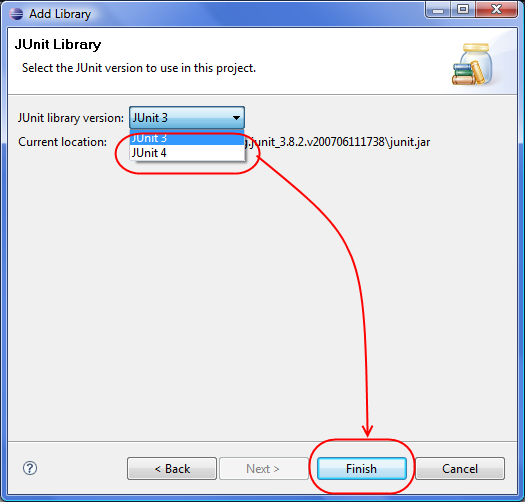 Add Library
JUnit Library
Select the JUnit version to use in this project.
JUnit library version: JUnit 3
JUnit 3
Current location: g.junit_3.8.2.v200706111738\junit.jar
JUnit 4
?
< Back Next > Finish Cancel